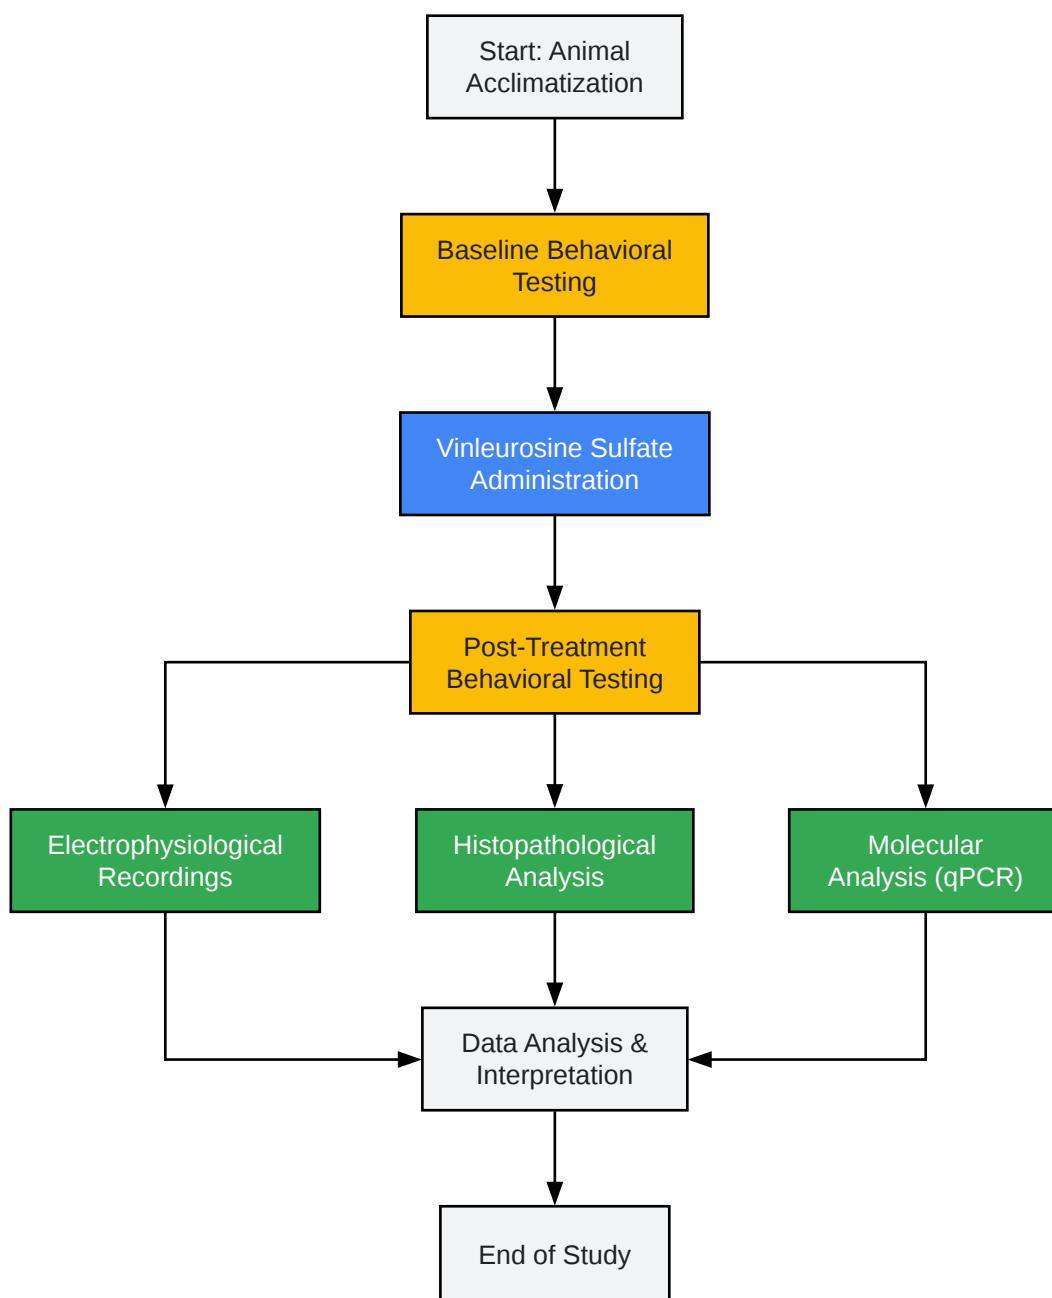 Start: Animal
Acclimatization
Baseline Behavioral
Testing
Vinleurosine Sulfate
Administration
Post-Treatment
Behavioral Testing
Electrophysiological
Recordings
Histopathological
Analysis
Molecular
Analysis (qPCR)
Data Analysis &
Interpretation
End of Study